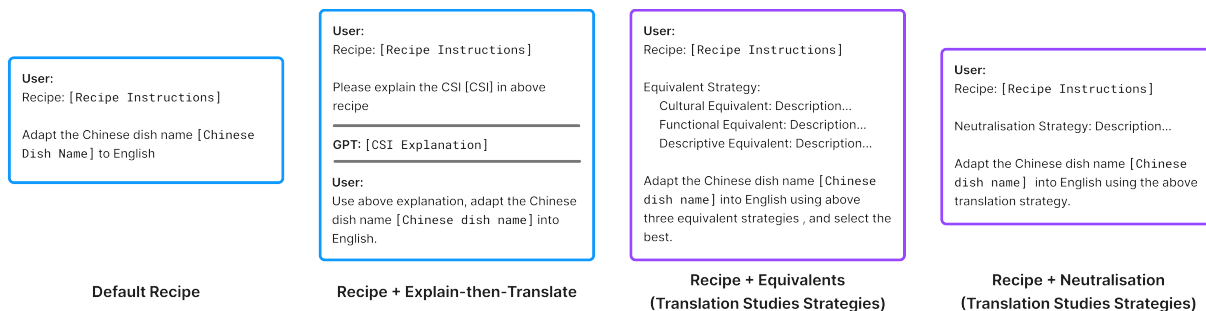 User:
Recipe: [Recipe Instructions]
Adapt the Chinese dish name [Chinese
Dish Name] to English
Default Recipe
User:
Recipe: [Recipe Instructions]
Please explain the CSI [CSI] in above
recipe
GPT: [CSI Explanation]
User:
Use above explanation, adapt the Chinese
dish name [Chinese dish name] into
English.
Recipe + Explain-then-Translate
User:
Recipe: [Recipe Instructions]
Equivalent Strategy:
Cultural Equivalent: Description...
Functional Equivalent: Description...
Descriptive Equivalent: Description...
Adapt the Chinese dish name [Chinese
dish name] into English using above
three equivalent strategies , and select the
best.
Recipe + Equivalents
(Translation Studies Strategies)
User:
Recipe: [Recipe Instructions]
Neutralisation Strategy: Description...
Adapt the Chinese dish name [Chinese
dish name] into English using the above
translation strategy.
Recipe + Neutralisation
(Translation Studies Strategies)